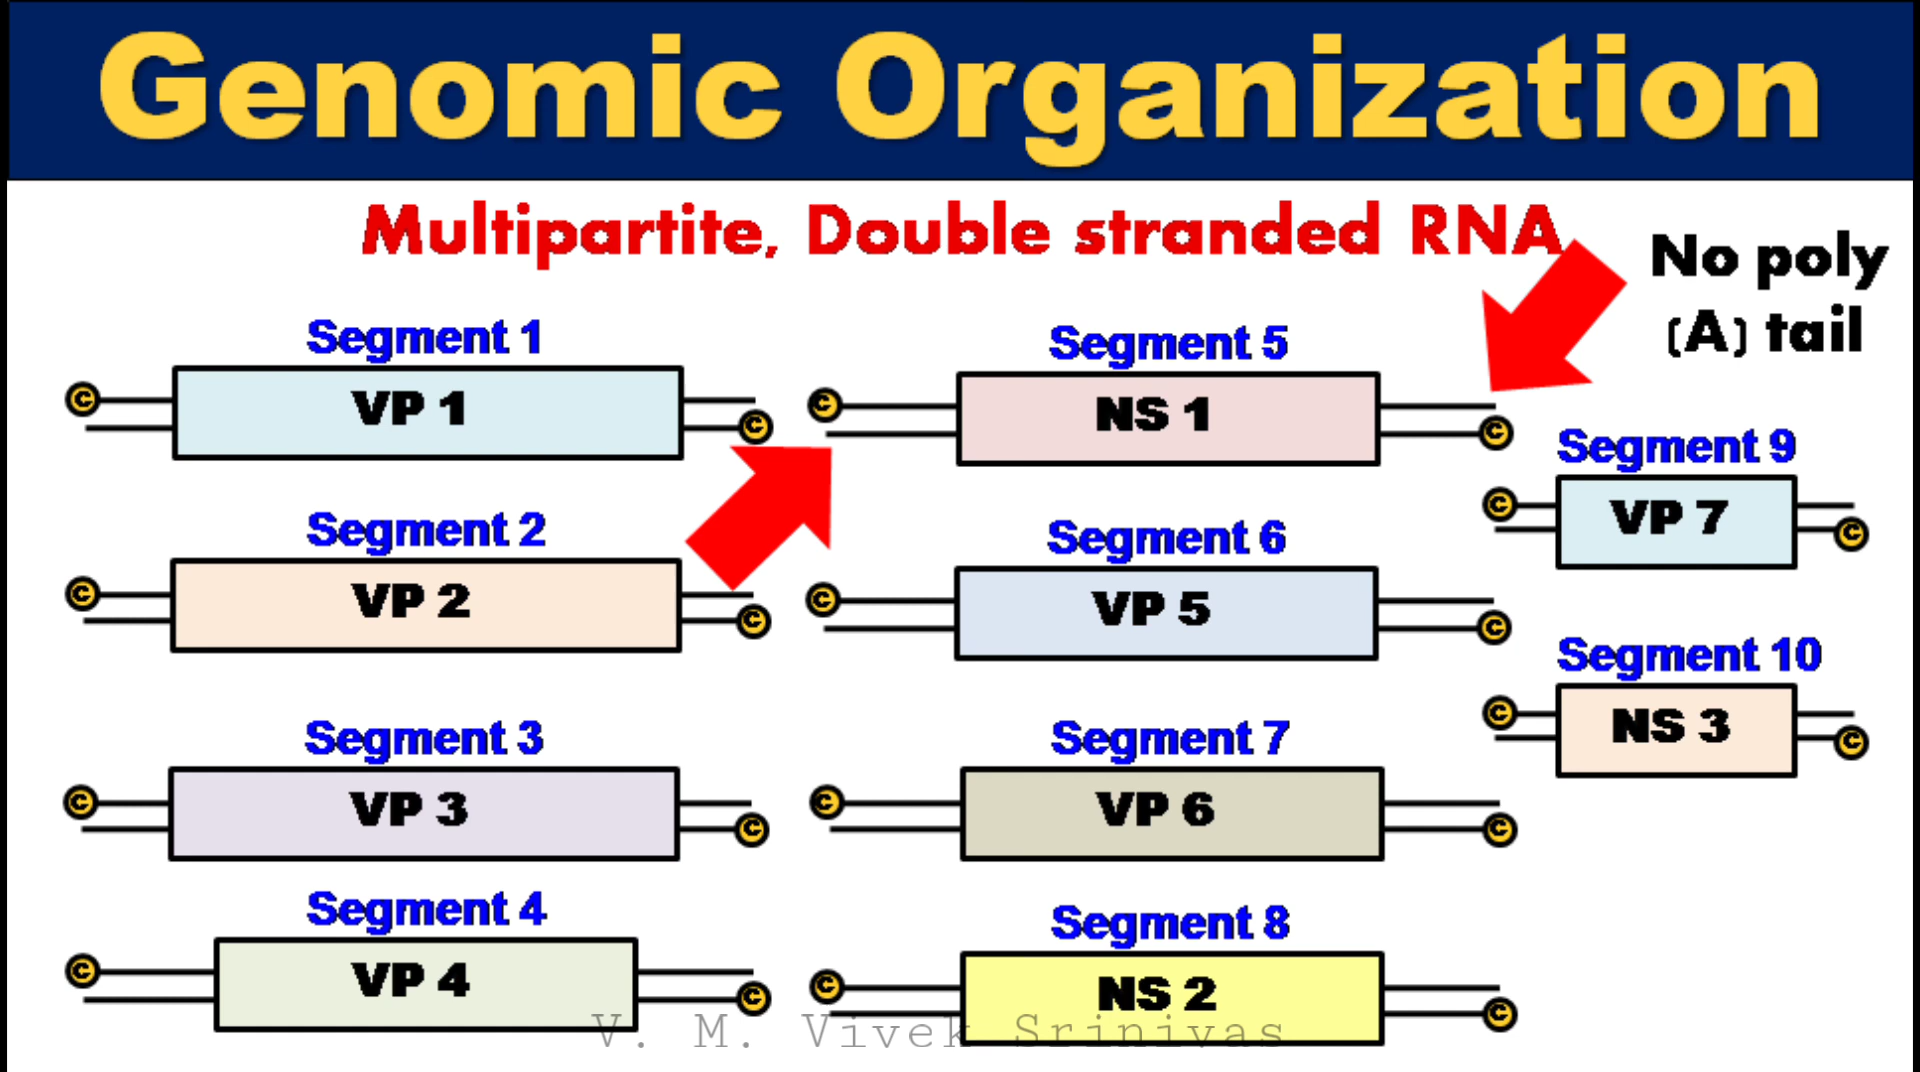 Genomic Organization
Multipartite, Double stranded RNA
No poly
(A) tail
Segment 1
C VP 1 C
Segment 2
C VP 2 C
Segment 3
C VP 3 C
Segment 4
C VP 4 C
Segment 5
C NS 1 C
Segment 6
C VP 5 C
Segment 7
C VP 6 C
Segment 8
C NS 2 C
Segment 9
C VP 7 C
Segment 10
C NS 3 C
V. M. Vivek Srinivas